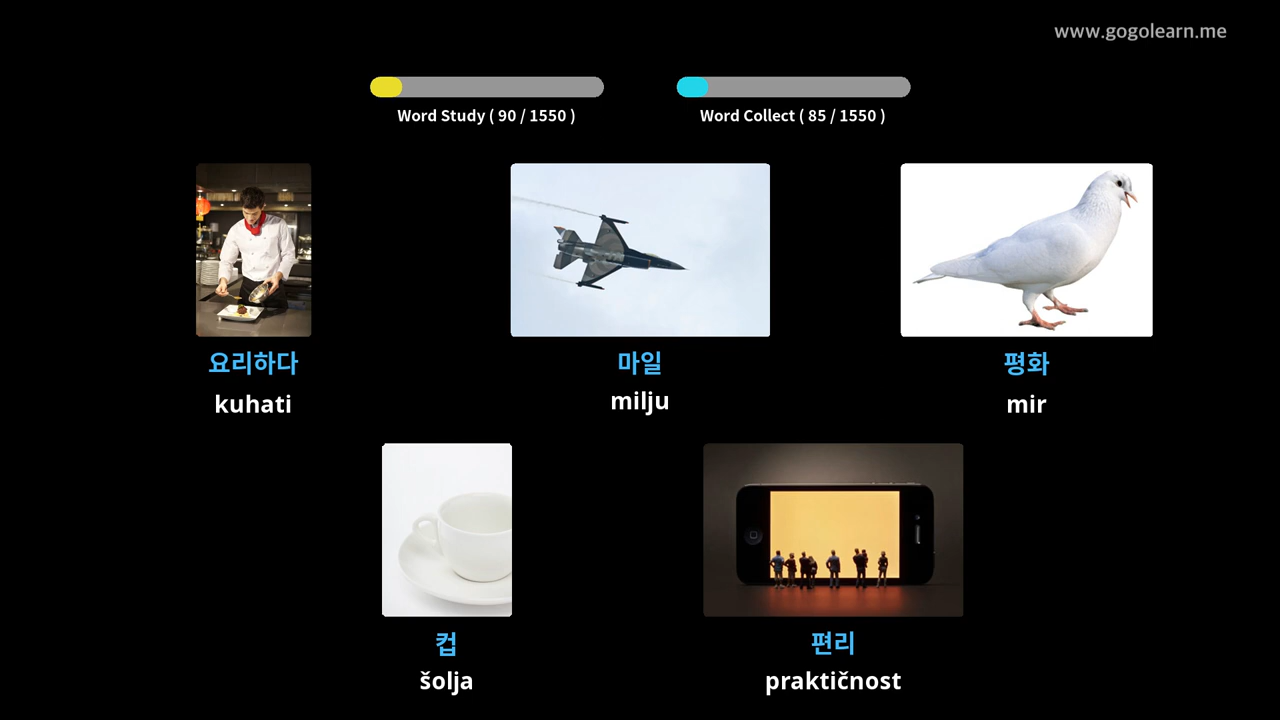 www.gogolearn.me
Word Study ( 90 / 1550 )
Word Collect ( 85 / 1550 )
요리하다
kuhati
마일
milju
평화
mir
컵
šolja
편리
praktičnost